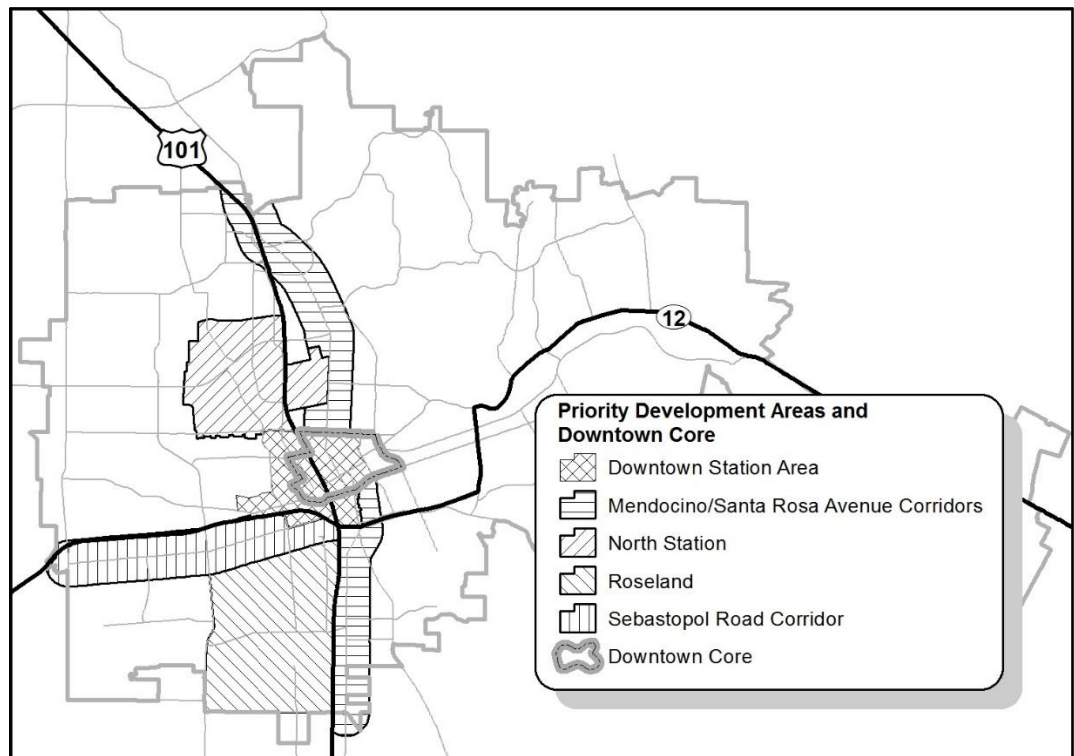 101
12
Priority Development Areas and
Downtown Core
Downtown Station Area
Mendocino/Santa Rosa Avenue Corridors
North Station
Roseland
Sebastopol Road Corridor
Downtown Core